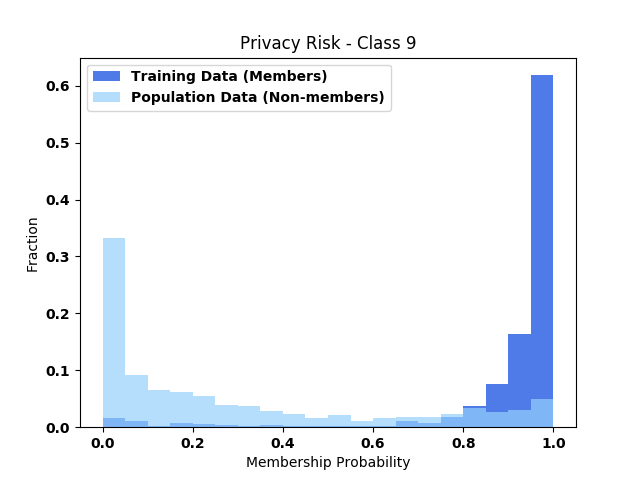 Privacy Risk - Class 9
Training Data (Members)
Population Data (Non-members)
Fraction
0.6
0.5
0.4
0.3
0.2
0.1
0.0
0.0 0.2 0.4 0.6 0.8 1.0
Membership Probability